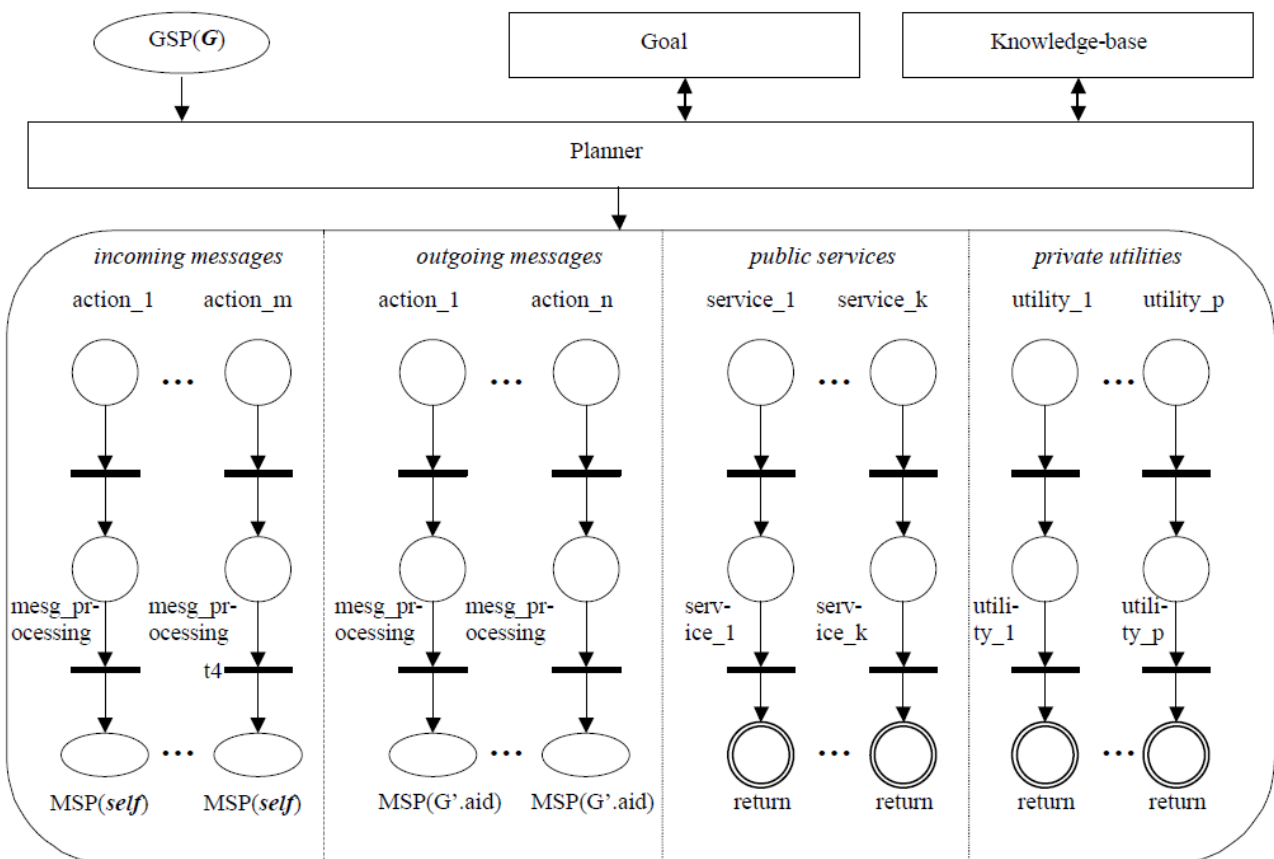 GSP(G)
Goal
Knowledge-base
Planner
incoming messages
outgoing messages
public services
private utilities
action_1
action_m
action_1
action_n
service_1
service_k
utility_1
utility_p
...
...
...
...
mesg_pr-
ocessing
mesg_pr-
ocessing
mesg_pr-
ocessing
mesg_pr-
ocessing
serv-
ice_1
serv-
ice_k
utili-
ty_1
utili-
ty_p
t4
...
...
...
...
MSP(self)
MSP(self)
MSP(G’.aid)
MSP(G’.aid)
return
return
return
return